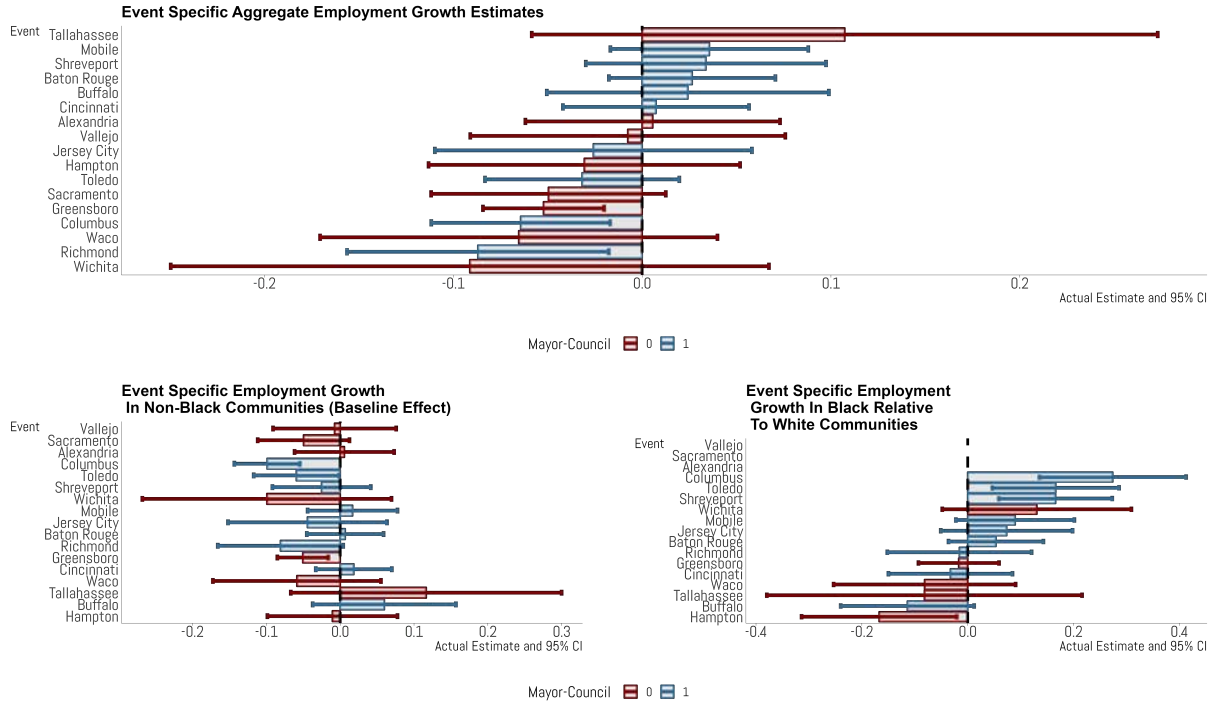 Event Specific Aggregate Employment Growth Estimates
Event
Tallahassee
Mobile
Shreveport
Baton Rouge
Buffalo
Cincinnati
Alexandria
Vallejo
Jersey City
Hampton
Toledo
Sacramento
Greensboro
Columbus
Waco
Richmond
Wichita
-0.2 -0.1 0.0 0.1 0.2
Actual Estimate and 95% CI
Mayor-Council 0 1
Event Specific Employment Growth
In Non-Black Communities (Baseline Effect)
Event
Vallejo
Sacramento
Alexandria
Columbus
Toledo
Shreveport
Wichita
Mobile
Jersey City
Baton Rouge
Richmond
Greensboro
Cincinnati
Waco
Tallahassee
Buffalo
Hampton
-0.2 -0.1 0.0 0.1 0.2 0.3
Actual Estimate and 95% CI
Event Specific Employment
Growth In Black Relative
To White Communities
Event
Vallejo
Sacramento
Alexandria
Columbus
Toledo
Shreveport
Wichita
Mobile
Jersey City
Baton Rouge
Richmond
Greensboro
Cincinnati
Waco
Tallahassee
Buffalo
Hampton
-0.4 -0.2 0.0 0.2 0.4
Actual Estimate and 95% CI
Mayor-Council 0 1